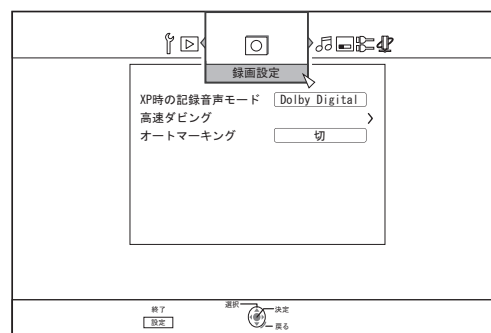 録画設定
XP時の記録音声モード Dolby Digital
高速ダビング
オートマーキング 切
終了 選択 決定
設定 戻る